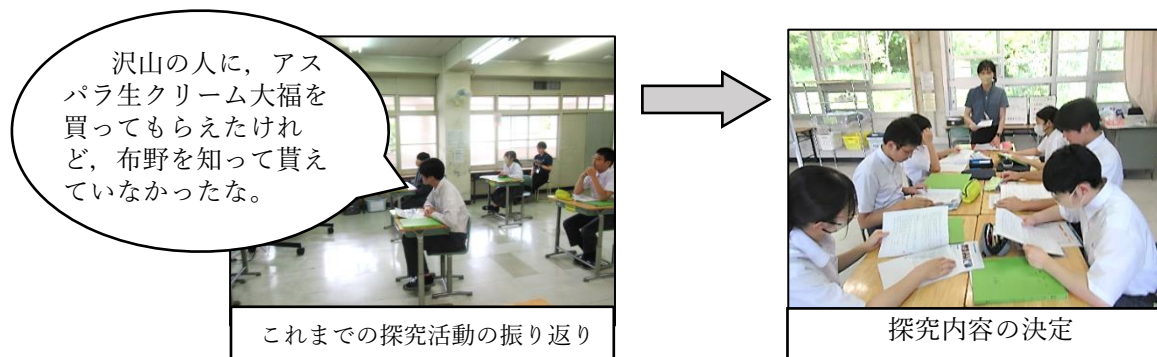 沢山の人に，アス
パラ生クリーム大福を
買ってもらえたけれ
ど，布野を知って貰え
ていなかったな。
これまでの探究活動の振り返り
探究内容の決定